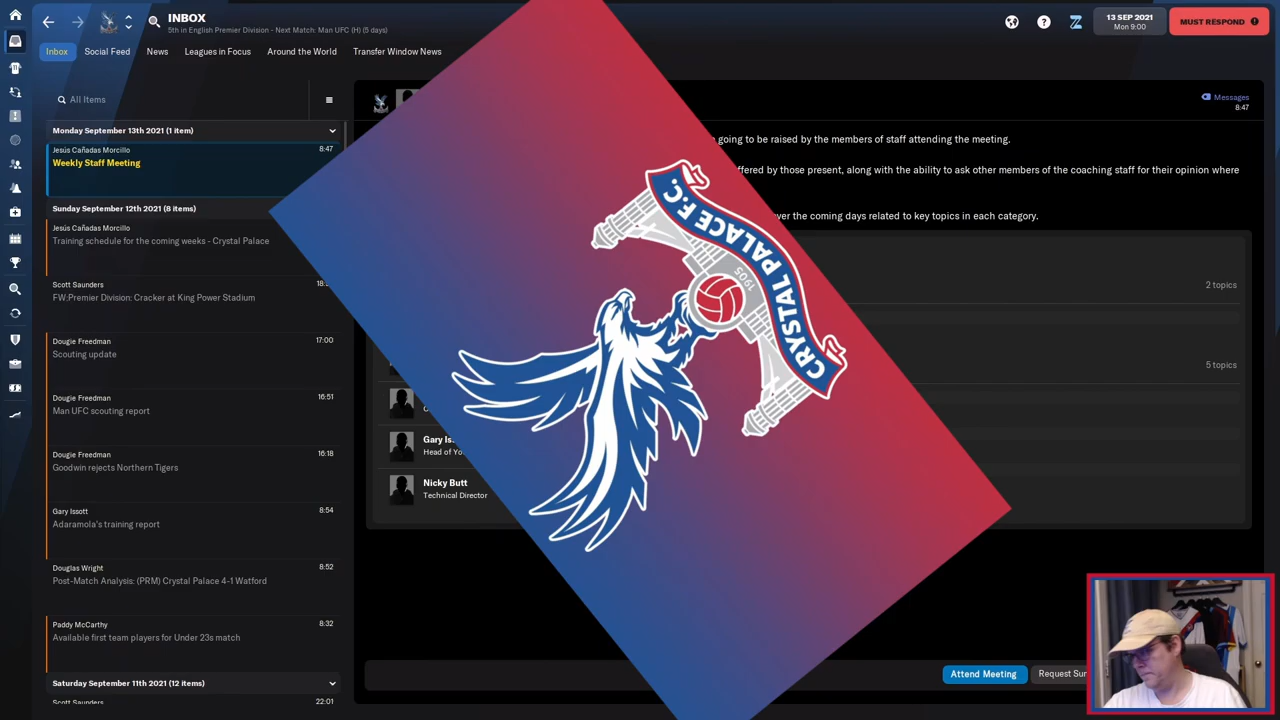 INBOX
5th in English Premier Division - Next Match: Man UFC (H) (5 days)
13 SEP 2021
Mon 9:00
MUST RESPOND
Inbox
Social Feed
News
Leagues in Focus
Around the World
Transfer Window News
All Items
Messages
8:47
Monday September 13th 2021 (1 item)
Jesús Cañadas Morcillo
8:47
Weekly Staff Meeting
Sunday September 12th 2021 (8 items)
Jesús Cañadas Morcillo
Training schedule for the coming weeks - Crystal Palace
Scott Saunders
FW:Premier Division: Cracker at King Power Stadium
Dougie Freedman
17:00
Scouting update
Dougie Freedman
16:51
Man UFC scouting report
Dougie Freedman
16:18
Goodwin rejects Northern Tigers
Gary Issott
8:54
Adaramola's training report
Douglas Wright
8:52
Post-Match Analysis: (PRM) Crystal Palace 4-1 Watford
Paddy McCarthy
8:32
Available first team players for Under 23s match
Saturday September 11th 2021 (12 items)
Scott Saunders
22:01
going to be raised by the members of staff attending the meeting.
by those present, along with the ability to ask other members of the coaching staff for their opinion where
the coming days related to key topics in each category.
2 topics
5 topics
Gary
Head of
Nicky Butt
Technical Director
CRYSTAL PALACE F.C.
1905
Attend Meeting
Request